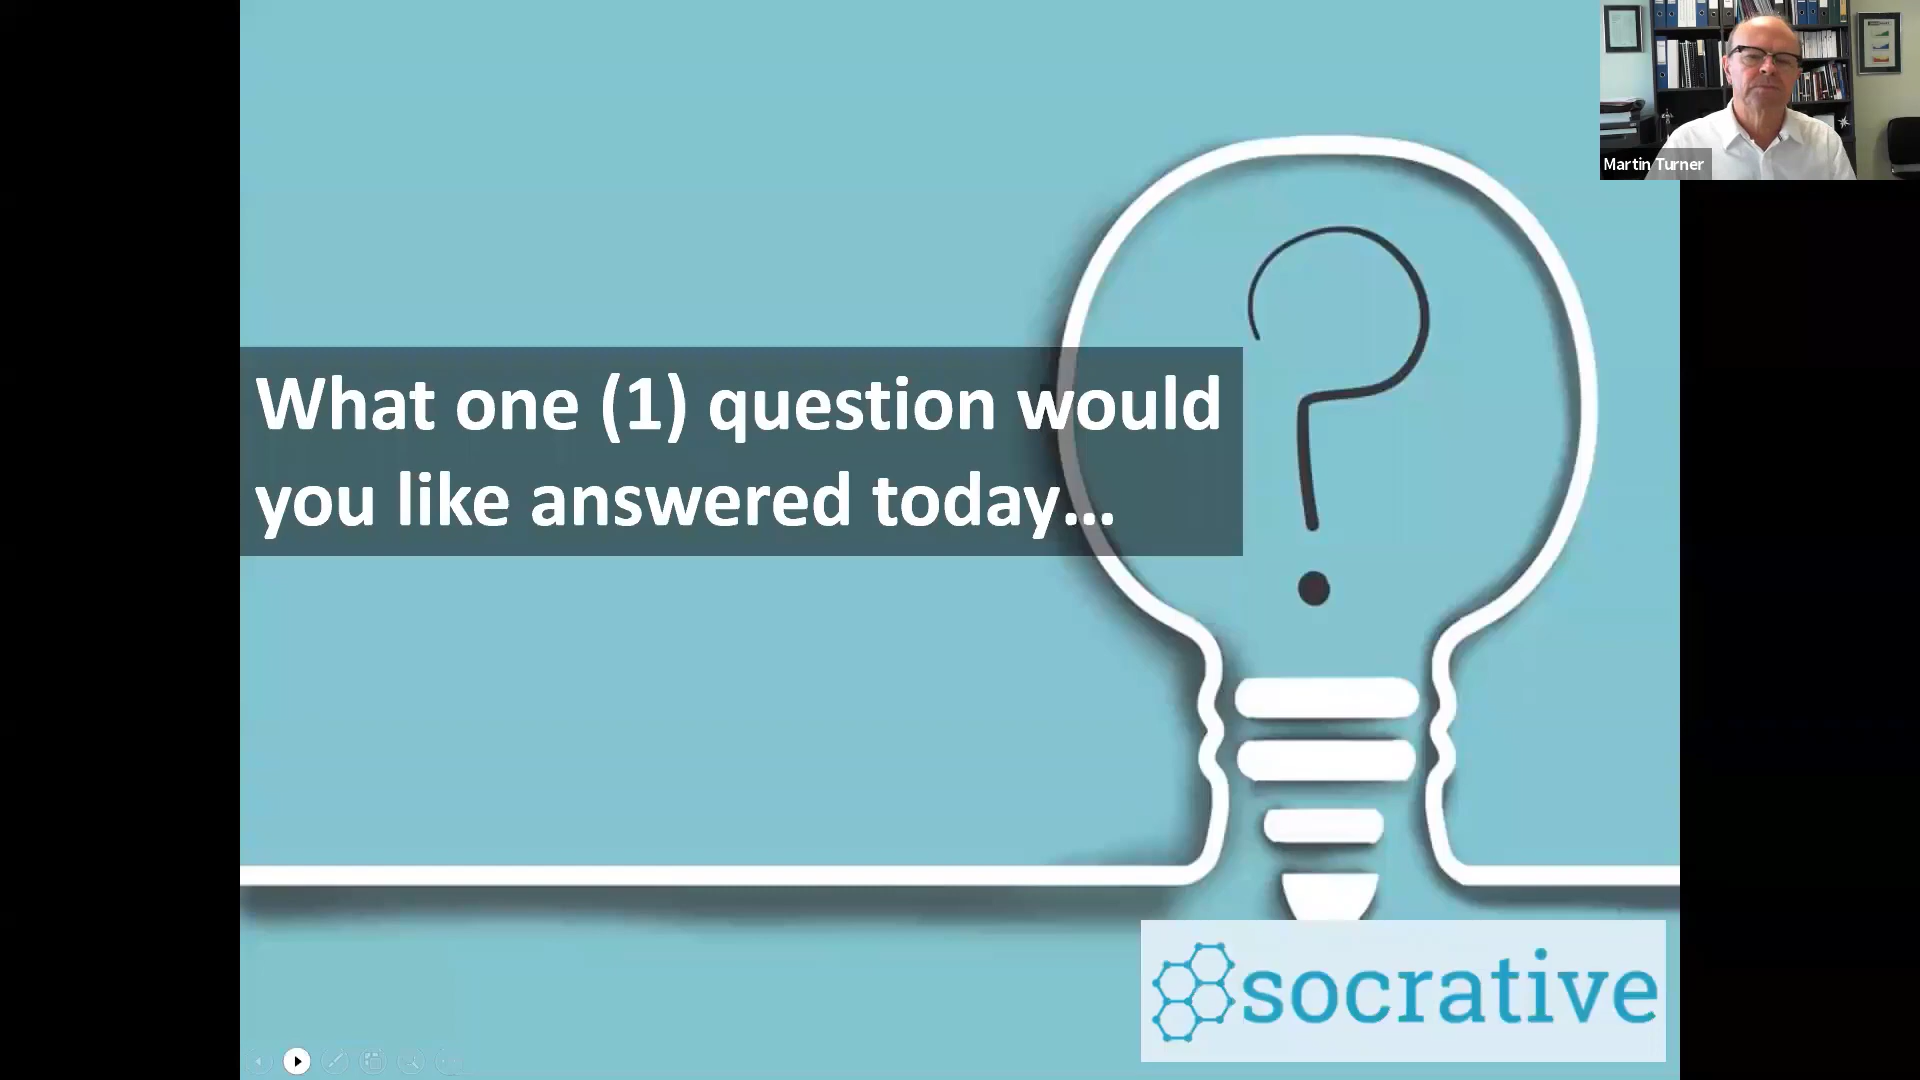 Martin Turner
What one (1) question would
you like answered today...
socrative